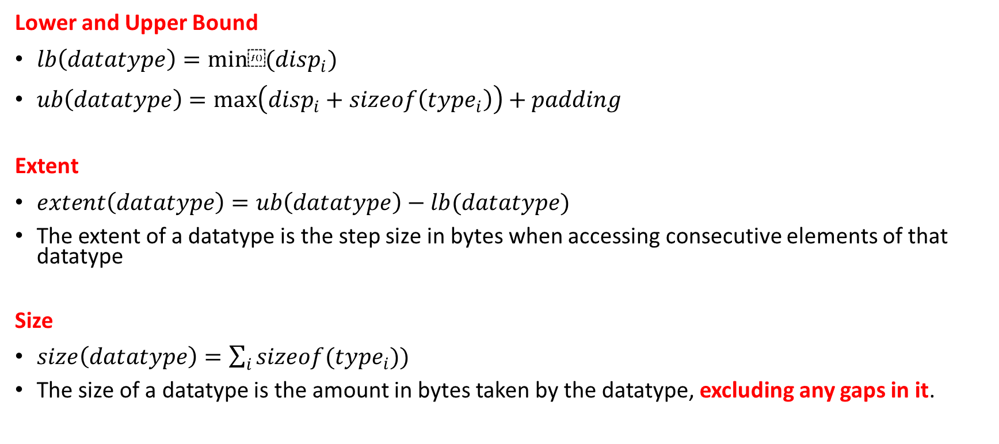 Lower and Upper Bound
• lb(datatype) = min(disp_i)
• ub(datatype) = max(disp_i + sizeof(type_i)) + padding
Extent
• extent(datatype) = ub(datatype) − lb(datatype)
• The extent of a datatype is the step size in bytes when accessing consecutive elements of that
datatype
Size
• size(datatype) = ∑_i sizeof(type_i))
• The size of a datatype is the amount in bytes taken by the datatype, excluding any gaps in it.